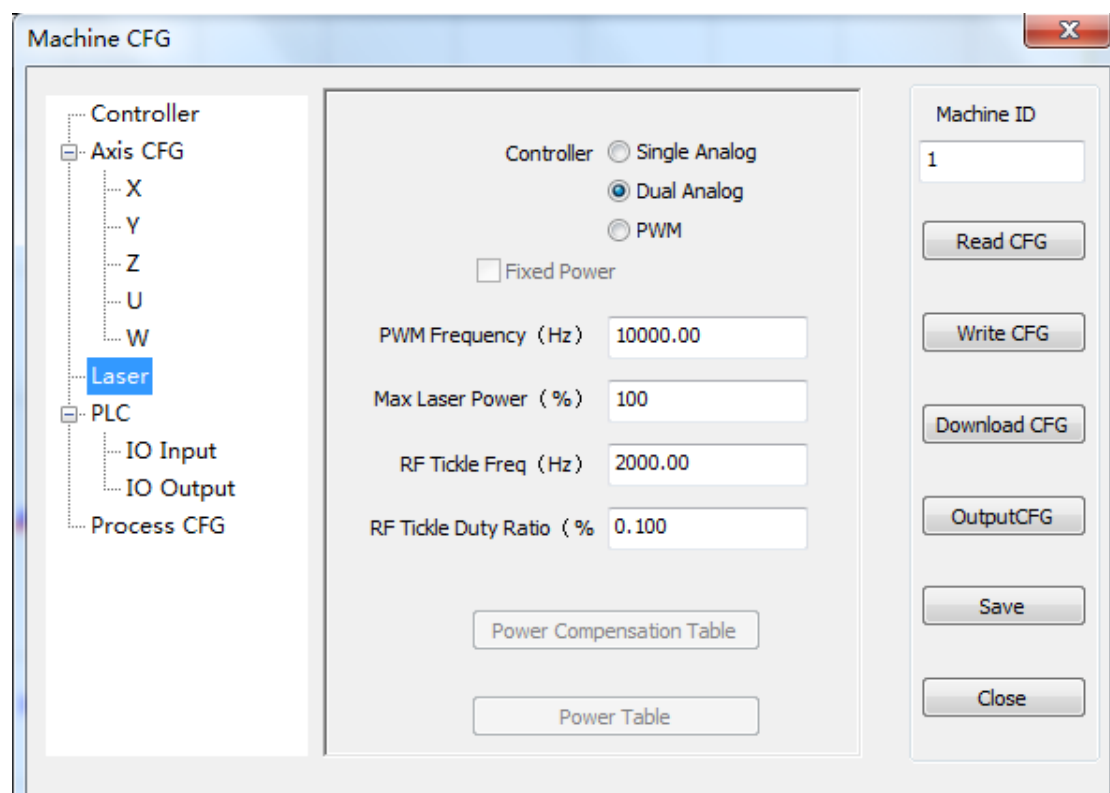 Machine CFG
Controller
Axis CFG
X
Y
Z
U
W
Laser
PLC
IO Input
IO Output
Process CFG
Controller Single Analog
Dual Analog
PWM
Fixed Power
PWM Frequency (Hz) 10000.00
Max Laser Power (%) 100
RF Tickle Freq (Hz) 2000.00
RF Tickle Duty Ratio (% 0.100
Power Compensation Table
Power Table
Machine ID
1
Read CFG
Write CFG
Download CFG
OutputCFG
Save
Close